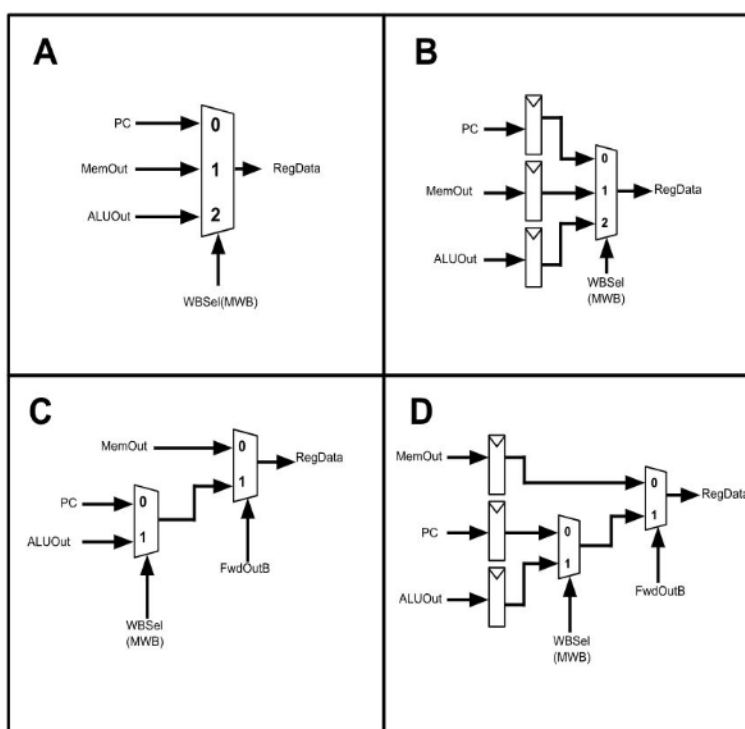 A
PC
MemOut
ALUOut
0
1
2
RegData
WBSel(MWB)
B
PC
MemOut
ALUOut
0
1
2
RegData
WBSel
(MWB)
C
MemOut
PC
ALUOut
0
1
0
1
RegData
FwdOutB
WBSel
(MWB)
D
MemOut
PC
ALUOut
0
1
0
1
RegData
FwdOutB
WBSel
(MWB)